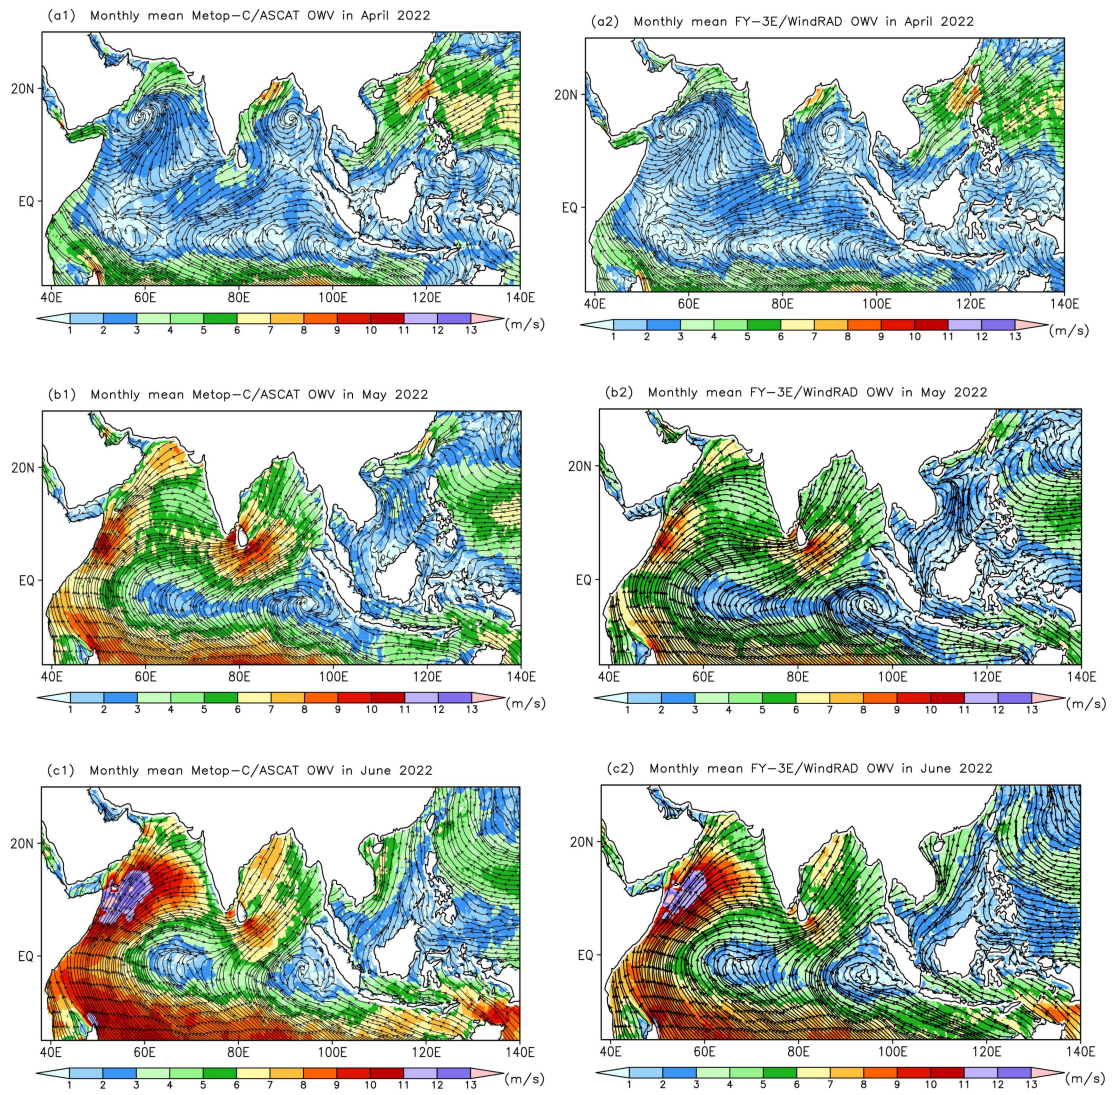 (a1) Monthly mean Metop-C/ASCAT OWV in April 2022
20N
EQ
40E 60E 80E 100E 120E 140E
1 2 3 4 5 6 7 8 9 10 11 12 13 (m/s)
(a2) Monthly mean FY-3E/WindRAD OWV in April 2022
20N
EQ
40E 60E 80E 100E 120E 140E
1 2 3 4 5 6 7 8 9 10 11 12 13 (m/s)
(b1) Monthly mean Metop-C/ASCAT OWV in May 2022
20N
EQ
40E 60E 80E 100E 120E 140E
1 2 3 4 5 6 7 8 9 10 11 12 13 (m/s)
(b2) Monthly mean FY-3E/WindRAD OWV in May 2022
20N
EQ
40E 60E 80E 100E 120E 140E
1 2 3 4 5 6 7 8 9 10 11 12 13 (m/s)
(c1) Monthly mean Metop-C/ASCAT OWV in June 2022
20N
EQ
40E 60E 80E 100E 120E 140E
1 2 3 4 5 6 7 8 9 10 11 12 13 (m/s)
(c2) Monthly mean FY-3E/WindRAD OWV in June 2022
20N
EQ
40E 60E 80E 100E 120E 140E
1 2 3 4 5 6 7 8 9 10 11 12 13 (m/s)